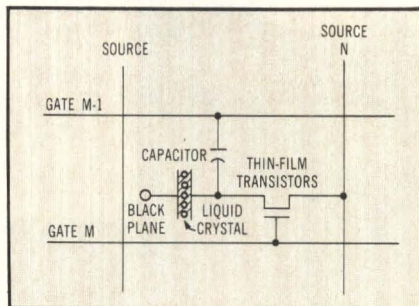 SOURCE
SOURCE
N
GATE M-1
CAPACITOR
THIN-FILM
TRANSISTORS
BLACK
PLANE
LIQUID
CRYSTAL
GATE M